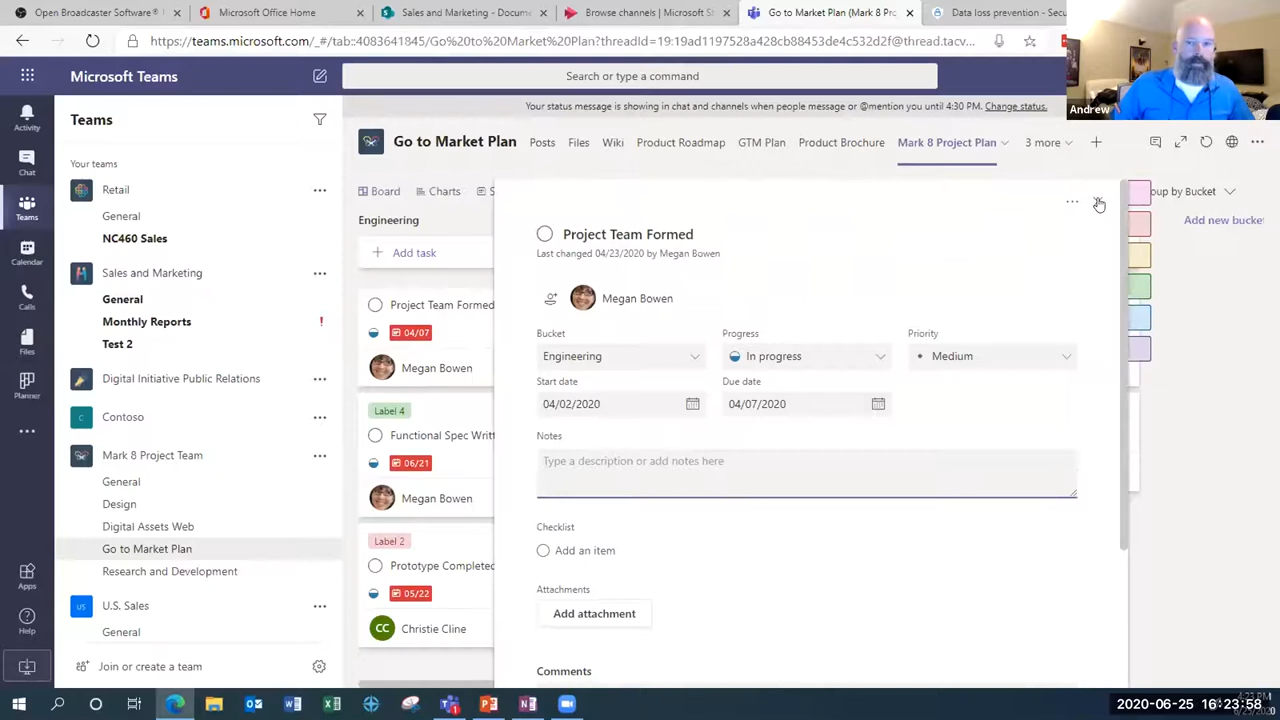 Open Broadcaster Software®
Microsoft Office Home
Sales and Marketing - Docume
Browse channels | Microsoft St
Go to Market Plan (Mark 8 Pro
Data loss prevention - Secu
https://teams.microsoft.com/_#/tab::4093641845/Go%20to%20Market%20Plan?threadId=19:19ad1197528a428cb88453de4c532d2f@thread.tacv...
Andrew
Microsoft Teams
Search or type a command
Your status message is showing in chat and channels when people message or @mention you until 4:30 PM. Change status.
Activity
Chat
Teams
Calendar
Calls
Files
Planner
Apps
Help
Teams
Your teams
Retail
General
NC460 Sales
Sales and Marketing
General
Monthly Reports
Test 2
Digital Initiative Public Relations
Contoso
Mark 8 Project Team
General
Design
Digital Assets Web
Go to Market Plan
Research and Development
US U.S. Sales
General
Join or create a team
Go to Market Plan Posts Files Wiki Product Roadmap GTM Plan Product Brochure Mark 8 Project Plan 3 more
Board Charts S
oup by Bucket
Engineering
Add new bucket
Add task
Project Team Formed
04/07
Megan Bowen
Label 4
Functional Spec Writt
06/21
Megan Bowen
Label 2
Prototype Completed
05/22
CC Christie Cline
Project Team Formed
Last changed 04/23/2020 by Megan Bowen
Megan Bowen
Bucket Progress Priority
Engineering In progress Medium
Start date Due date
04/02/2020 04/07/2020
Notes
Type a description or add notes here
Checklist
Add an item
Attachments
Add attachment
Comments
2020-06-25 16:23:58